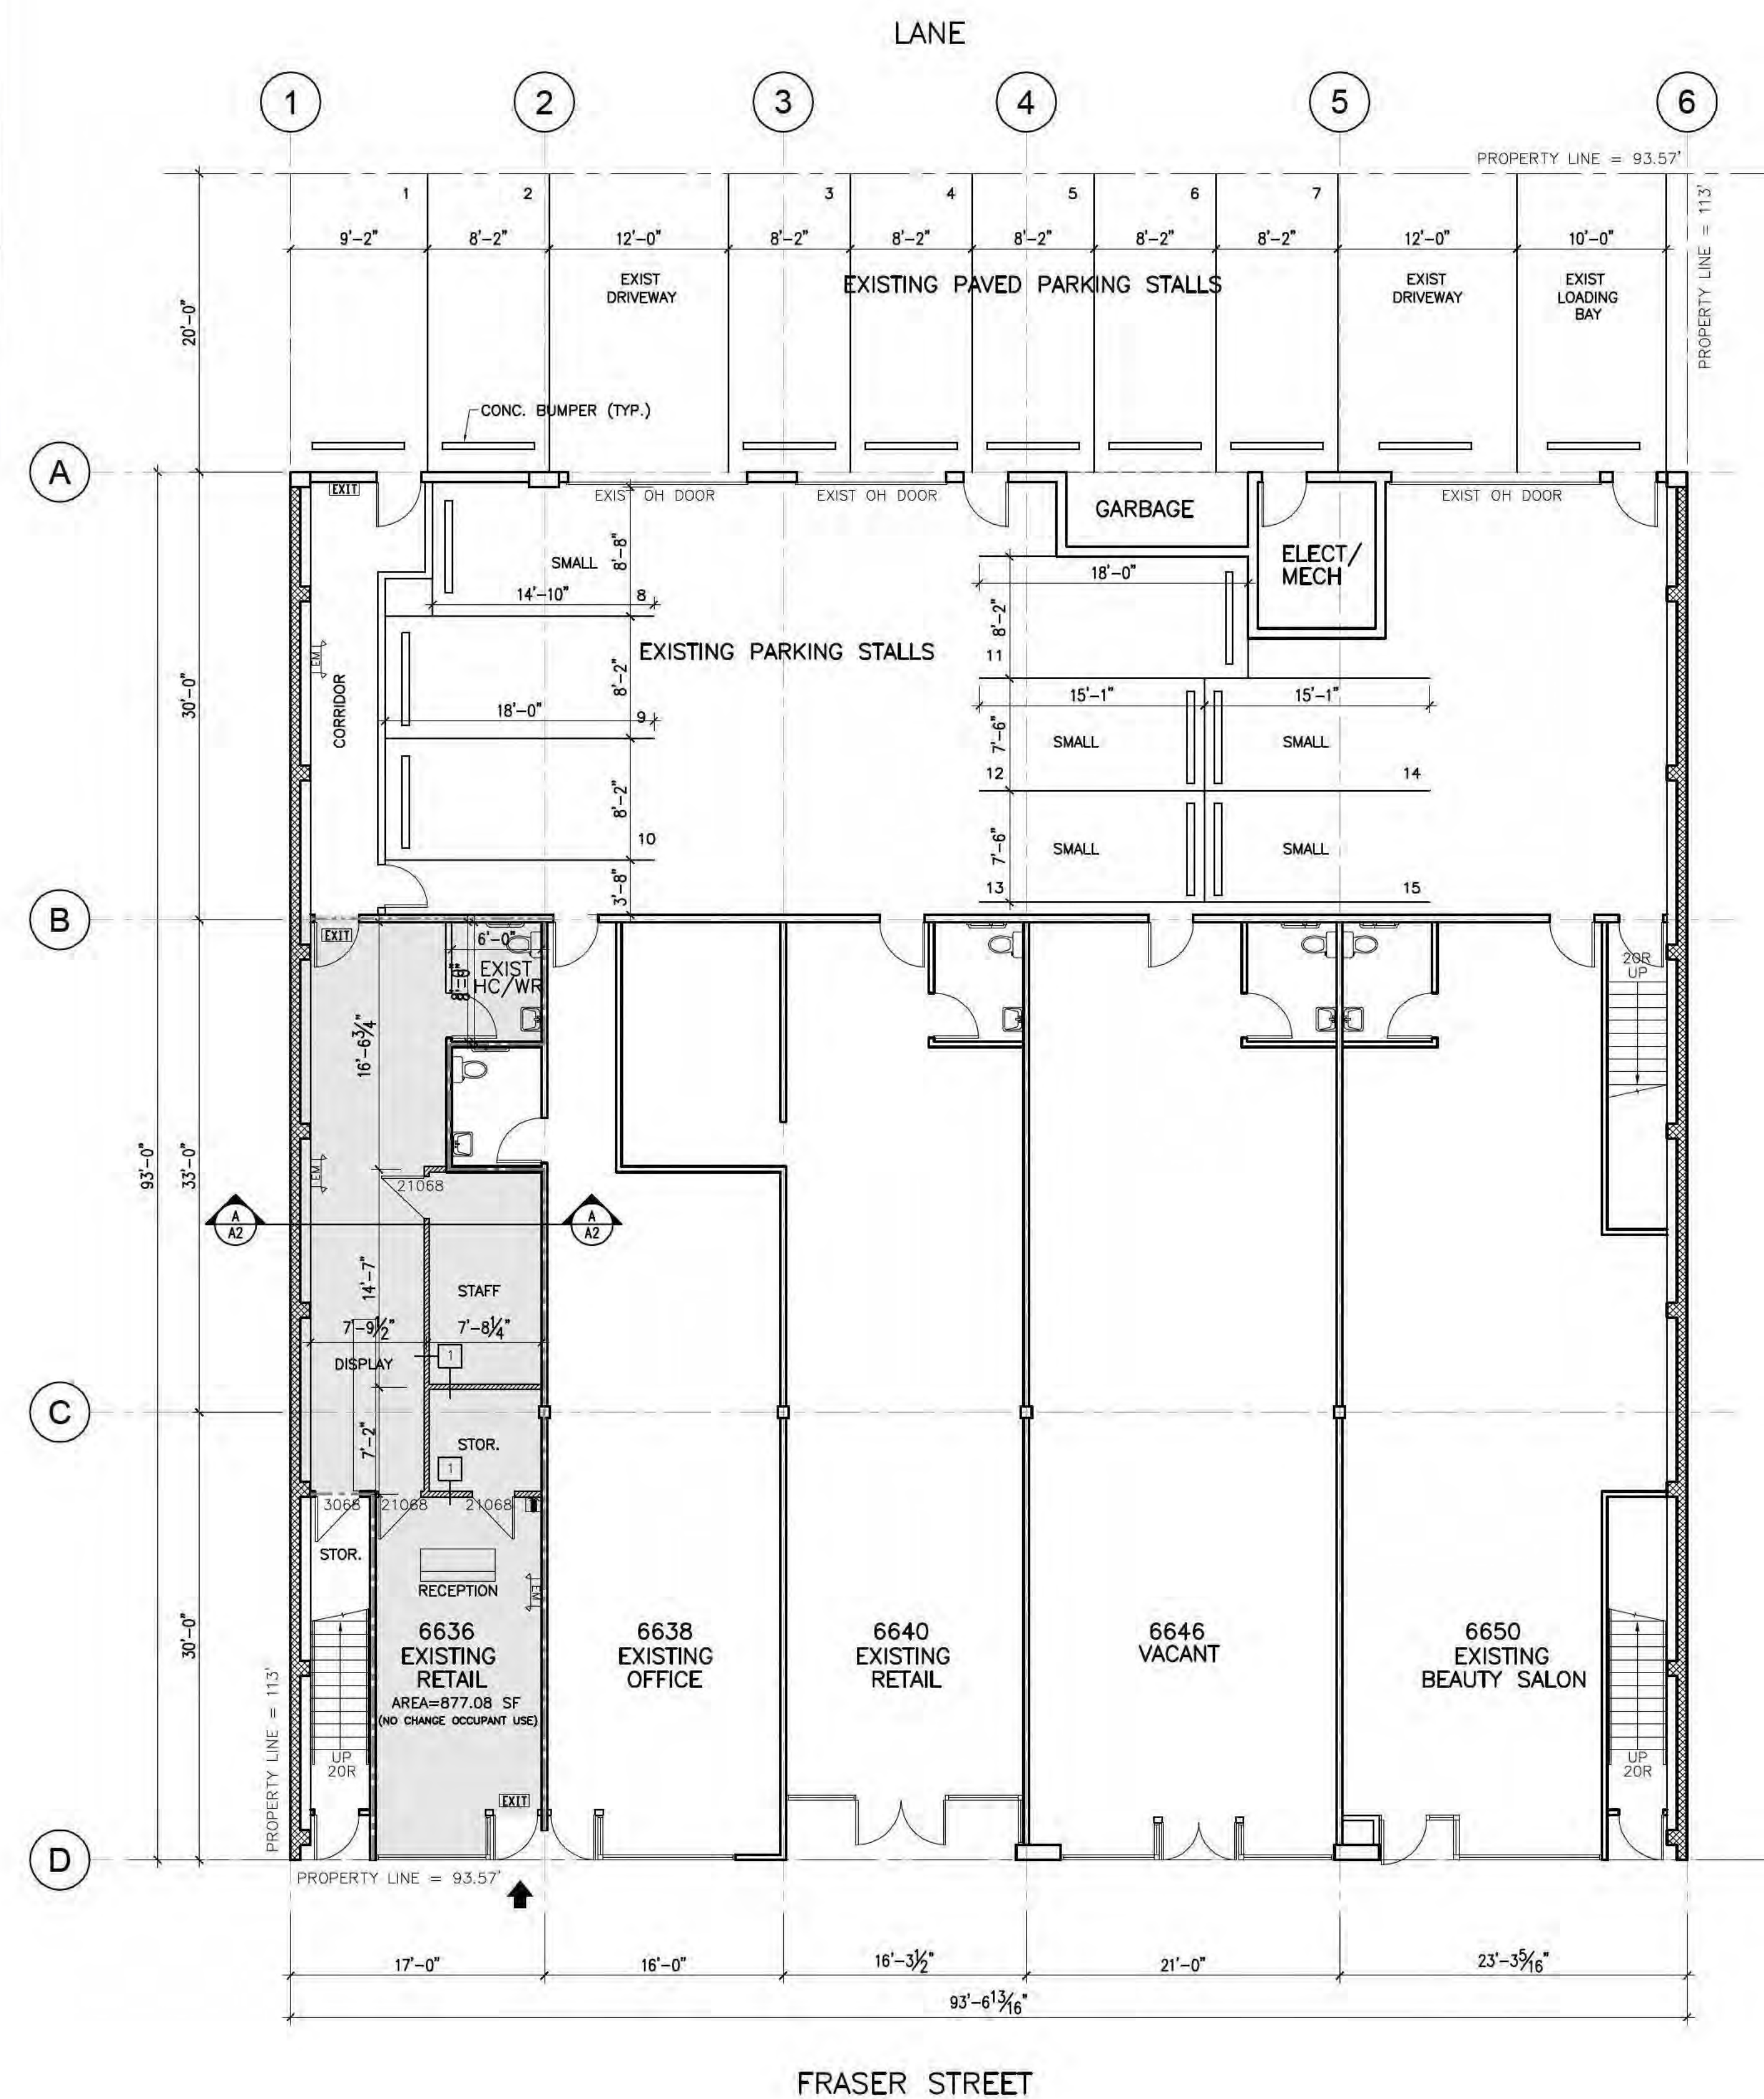 LANE
1 2 3 4 5 6
PROPERTY LINE = 93.57'
PROPERTY LINE = 113'
1 2 3 4 5 6 7
9'-2" 8'-2" 12'-0" 8'-2" 8'-2" 8'-2" 8'-2" 8'-2" 12'-0" 10'-0"
EXIST
DRIVEWAY
EXISTING PAVED PARKING STALLS
EXIST
DRIVEWAY
EXIST
LOADING
BAY
20'-0"
CONC. BUMPER (TYP.)
A
EXIT
EXIST OH DOOR
EXIST OH DOOR
EXIST OH DOOR
GARBAGE
ELECT/
MECH
SMALL
8'-8"
14'-10"
8
18'-0"
8'-2"
11
EXISTING PARKING STALLS
EM
CORRIDOR
30'-0"
8'-2"
18'-0"
9
15'-1" 15'-1"
7'-6"
SMALL
SMALL
12
14
8'-2"
10
7'-6"
SMALL
SMALL
13
15
3'-8"
B
EXIT
6'-0"
EXIST
HC/WR
8'-8"
20R
UP
16'-6¾"
93'-0"
33'-0"
EM
21068
A
A2
A
A2
14'-7"
STAFF
7'-9½" 7'-8¼"
DISPLAY
1
C
7'-2"
STOR.
1
3068 21068 21068
STOR.
RECEPTION
EM
30'-0"
6636
EXISTING
RETAIL
AREA=877.08 SF
(NO CHANGE OCCUPANT USE)
6638
EXISTING
OFFICE
6640
EXISTING
RETAIL
6646
VACANT
6650
EXISTING
BEAUTY SALON
UP
20R
UP
20R
PROPERTY LINE = 113'
EXIT
D
PROPERTY LINE = 93.57'
17'-0" 16'-0" 16'-3½" 21'-0" 23'-35⁄16"
93'-6 13⁄16"
FRASER STREET